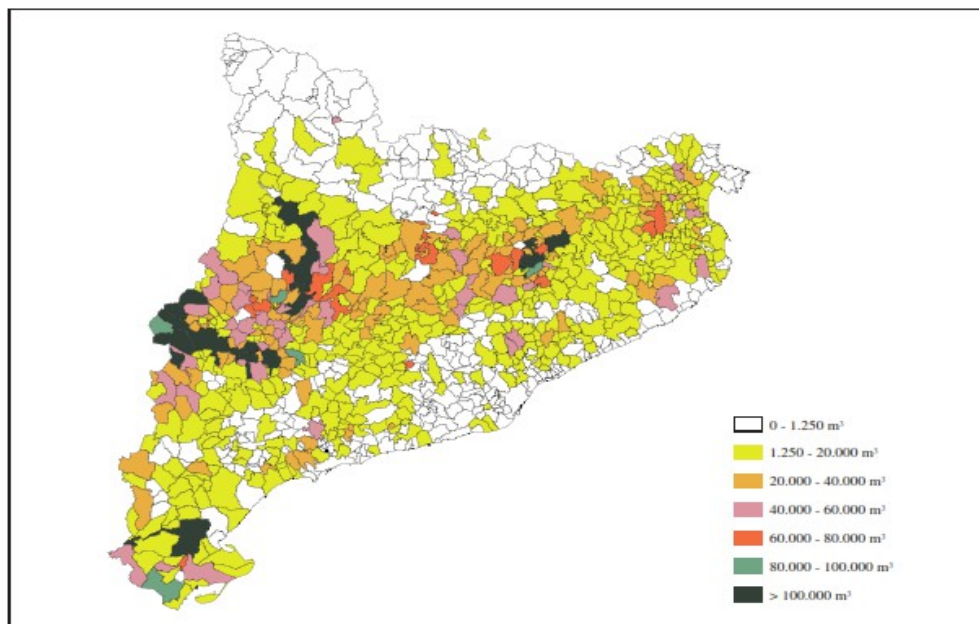 0 - 1.250 m³
1.250 - 20.000 m³
20.000 - 40.000 m³
40.000 - 60.000 m³
60.000 - 80.000 m³
80.000 - 100.000 m³
> 100.000 m³